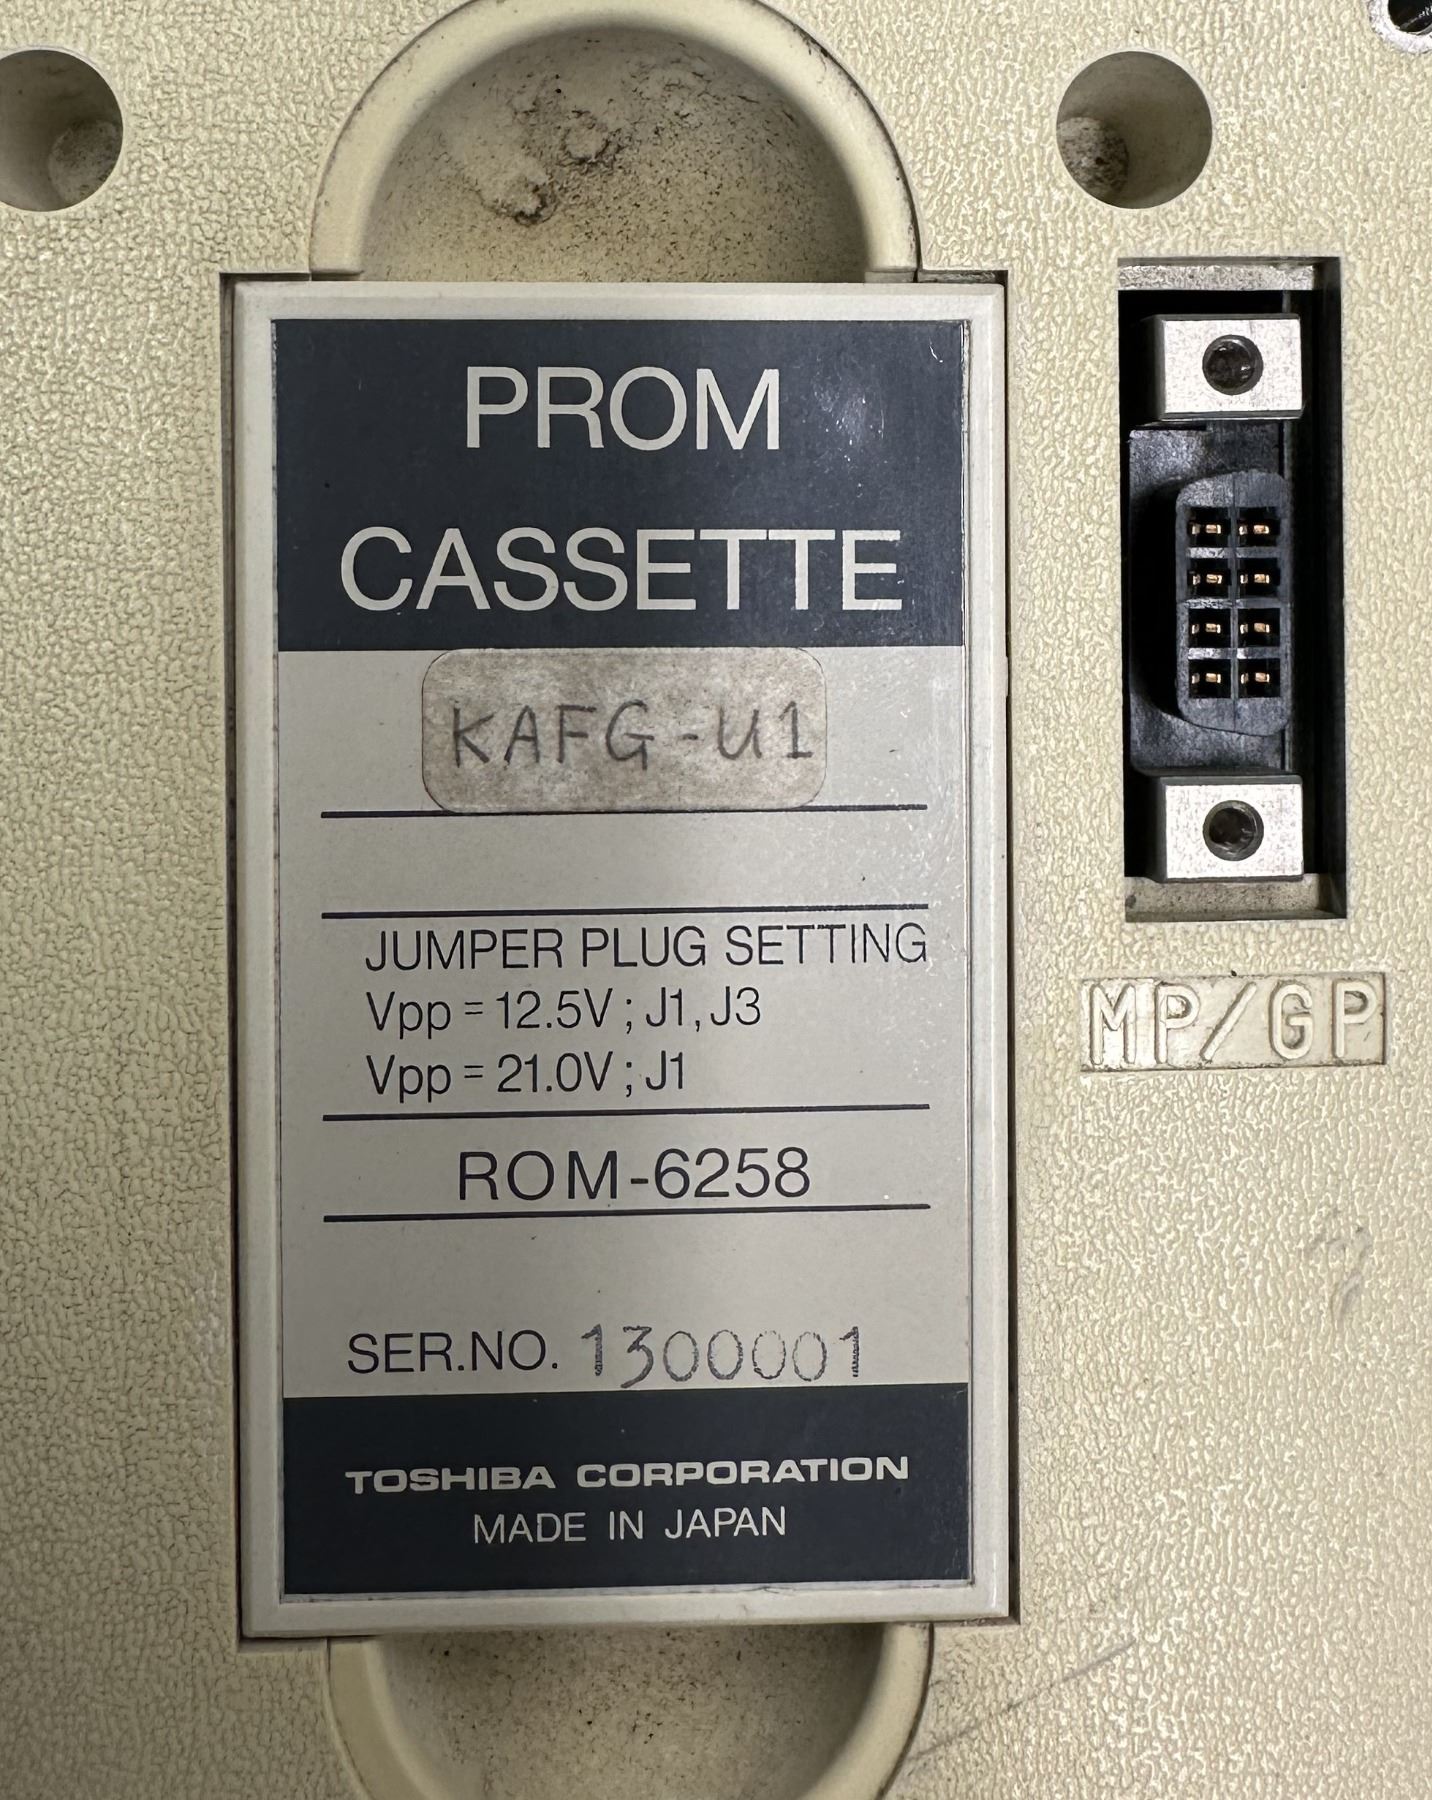 PROM
CASSETTE
KAFG-U1
JUMPER PLUG SETTING
Vpp = 12.5V ; J1, J3
Vpp = 21.0V ; J1
ROM-6258
SER.NO. 1300001
TOSHIBA CORPORATION
MADE IN JAPAN
MP/GP